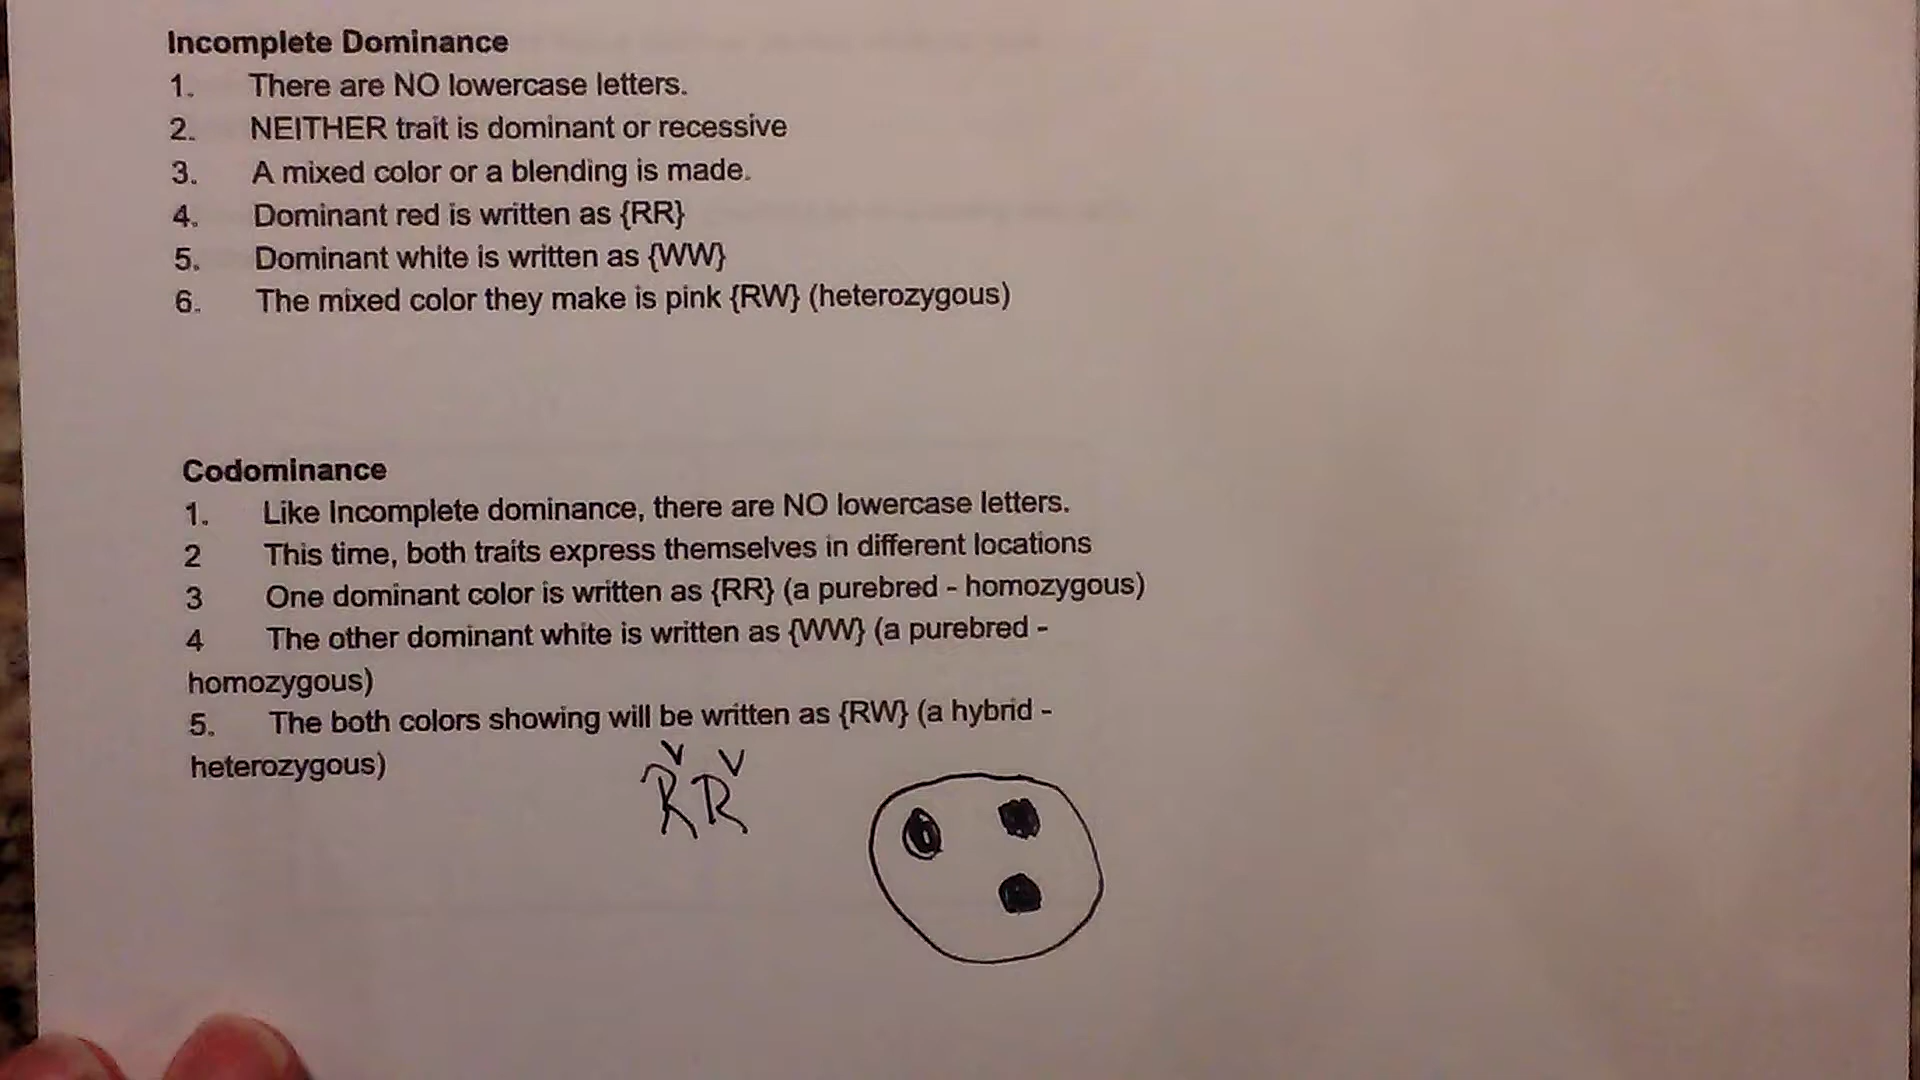 Incomplete Dominance
1. There are NO lowercase letters.
2. NEITHER trait is dominant or recessive
3. A mixed color or a blending is made.
4. Dominant red is written as {RR}
5. Dominant white is written as {WW}
6. The mixed color they make is pink {RW} (heterozygous)
Codominance
1. Like Incomplete dominance, there are NO lowercase letters.
2 This time, both traits express themselves in different locations
3 One dominant color is written as {RR} (a purebred - homozygous)
4 The other dominant white is written as {WW} (a purebred -
homozygous)
5. The both colors showing will be written as {RW} (a hybrid -
heterozygous)
V V
RR